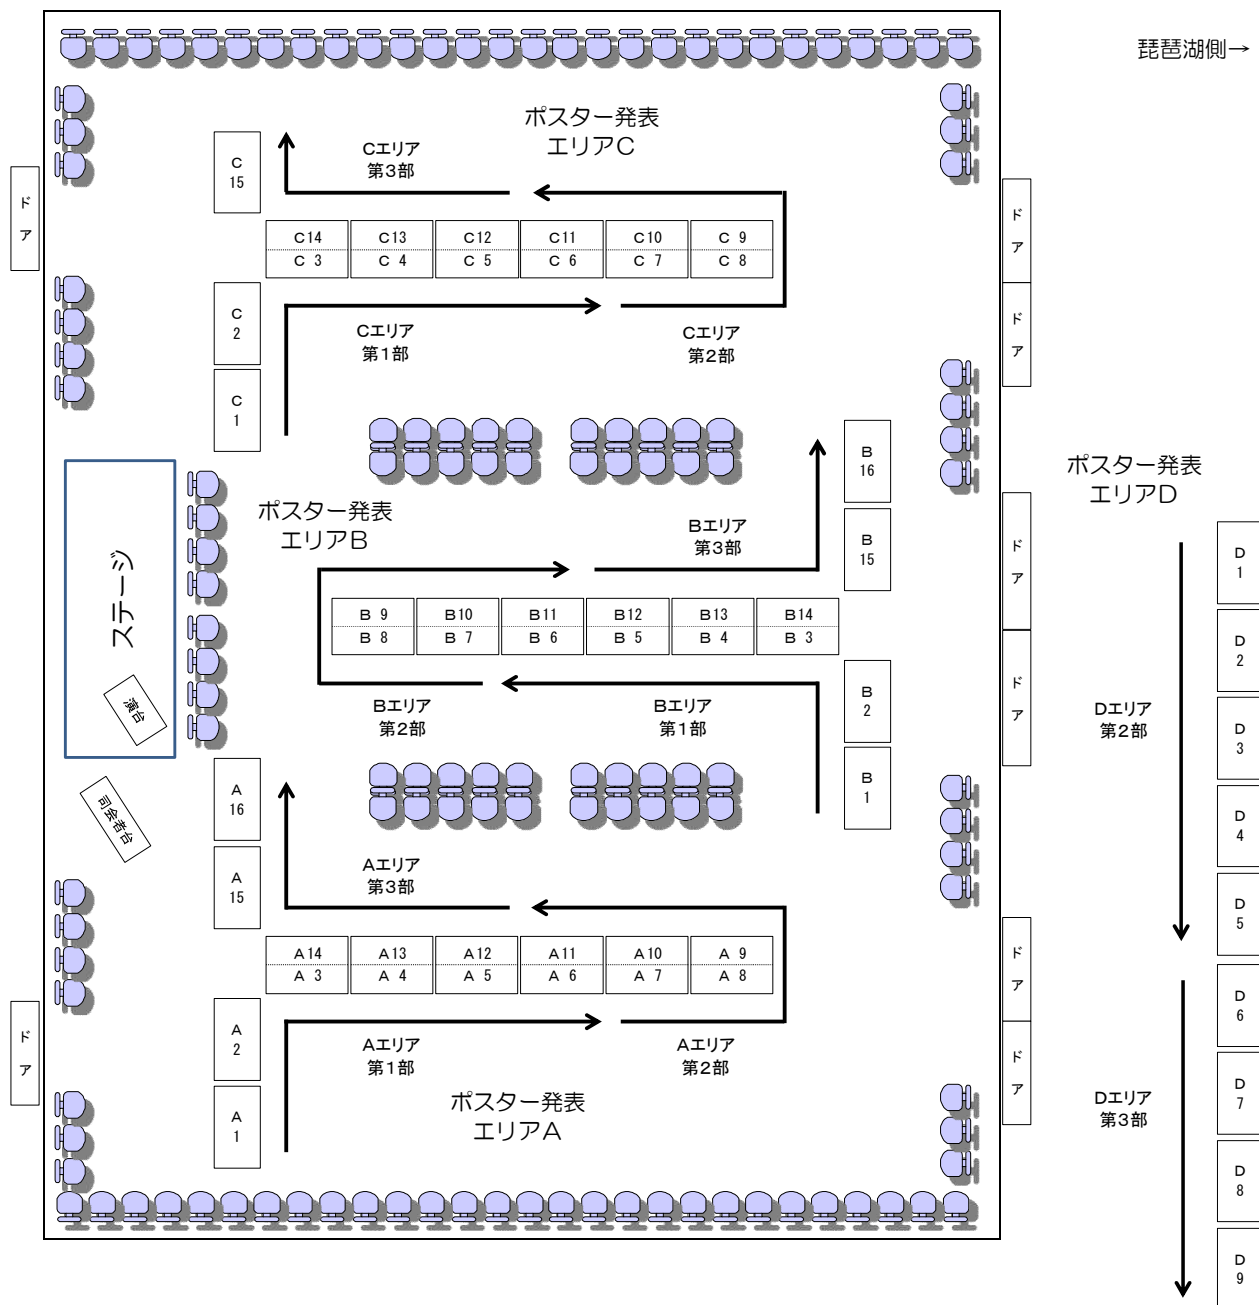 琵琶湖側→
ポスター発表
エリアC
C
15
Cエリア
第3部
ドア
ドア
C14
C13
C12
C11
C10
C 9
C 3
C 4
C 5
C 6
C 7
C 8
C
2
Cエリア
第1部
Cエリア
第2部
ドア
C
1
B
16
ポスター発表
エリアD
ポスター発表
エリアB
Bエリア
第3部
B
15
ドア
D
1
ステージ
B 9
B10
B11
B12
B13
B14
B 8
B 7
B 6
B 5
B 4
B 3
D
2
演台
Bエリア
第2部
Bエリア
第1部
B
2
ドア
Dエリア
第2部
D
3
司会者台
A
16
B
1
D
4
Aエリア
第3部
A
15
D
5
A14
A13
A12
A11
A10
A 9
A 3
A 4
A 5
A 6
A 7
A 8
ドア
D
6
ドア
A
2
Aエリア
第1部
Aエリア
第2部
ドア
A
1
ポスター発表
エリアA
Dエリア
第3部
D
7
D
8
D
9